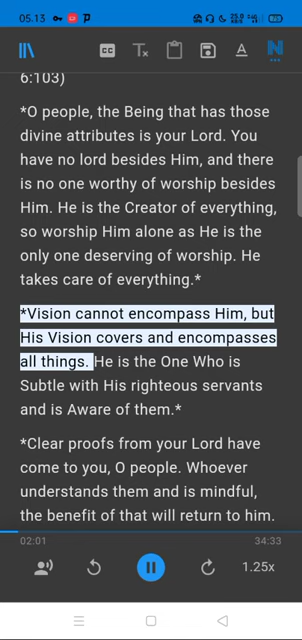 05.13
CC
6:103)
*O people, the Being that has those
divine attributes is your Lord. You
have no lord besides Him, and there
is no one worthy of worship besides
Him. He is the Creator of everything,
so worship Him alone as He is the
only one deserving of worship. He
takes care of everything.*
*Vision cannot encompass Him, but
His Vision covers and encompasses
all things. He is the One Who is
Subtle with His righteous servants
and is Aware of them.*
*Clear proofs from your Lord have
come to you, O people. Whoever
understands them and is mindful,
the benefit of that will return to him.
02:01
34:33
1.25x